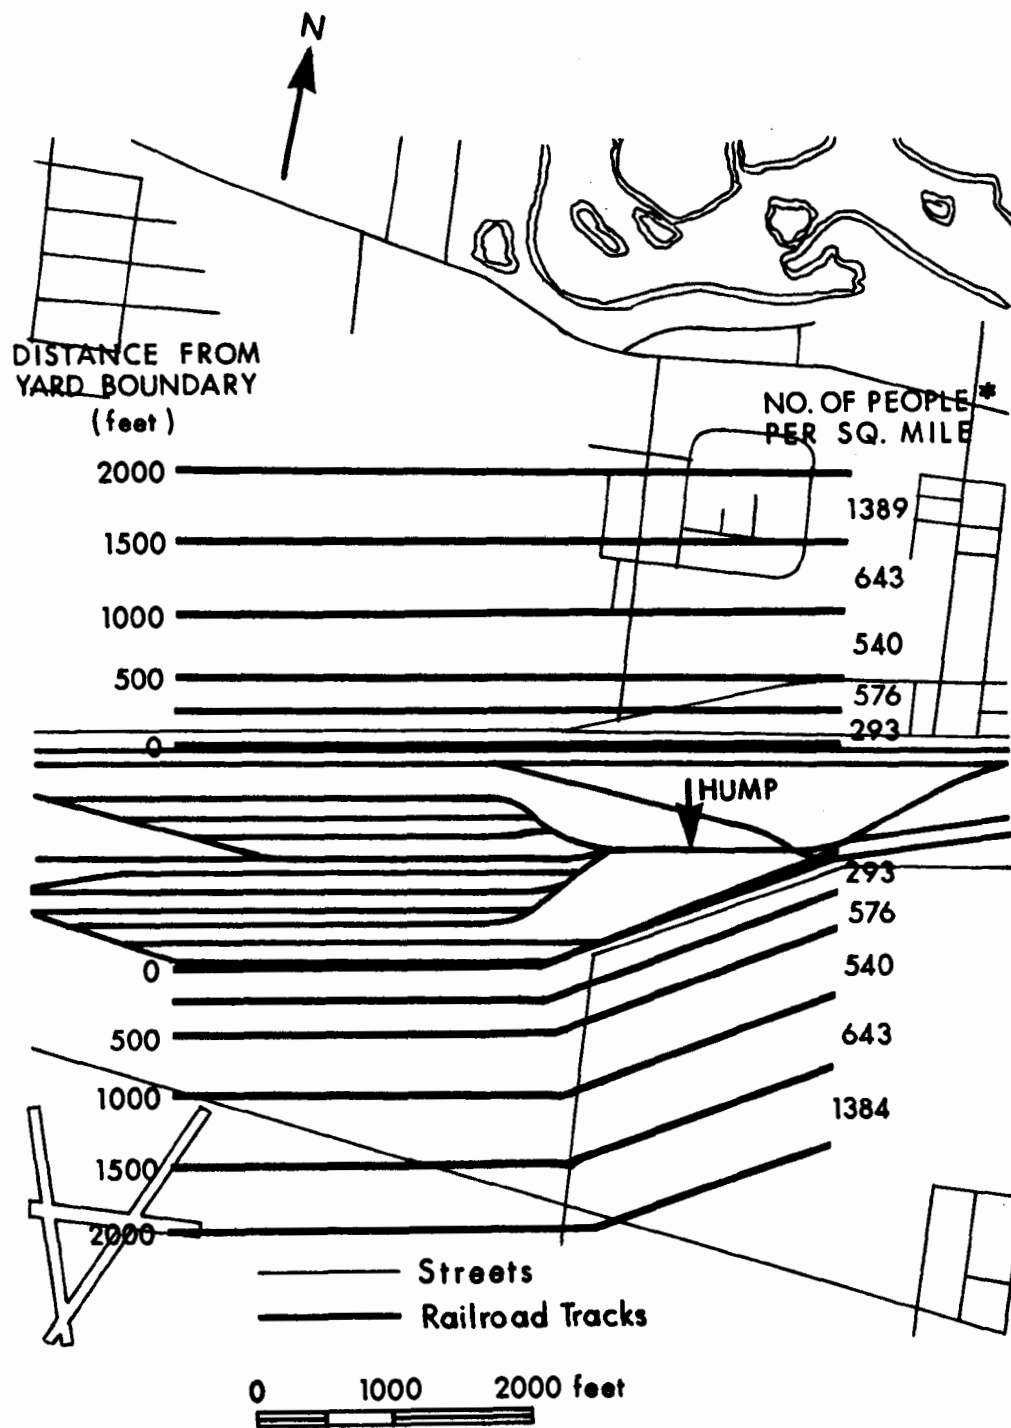 N
DISTANCE FROM
YARD BOUNDARY
(feet)
NO. OF PEOPLE *
PER SQ. MILE
2000
1389
1500
643
1000
540
500
576
293
0
HUMP
293
576
0
540
500
643
1000
1384
1500
2000
Streets
Railroad Tracks
0 1000 2000 feet